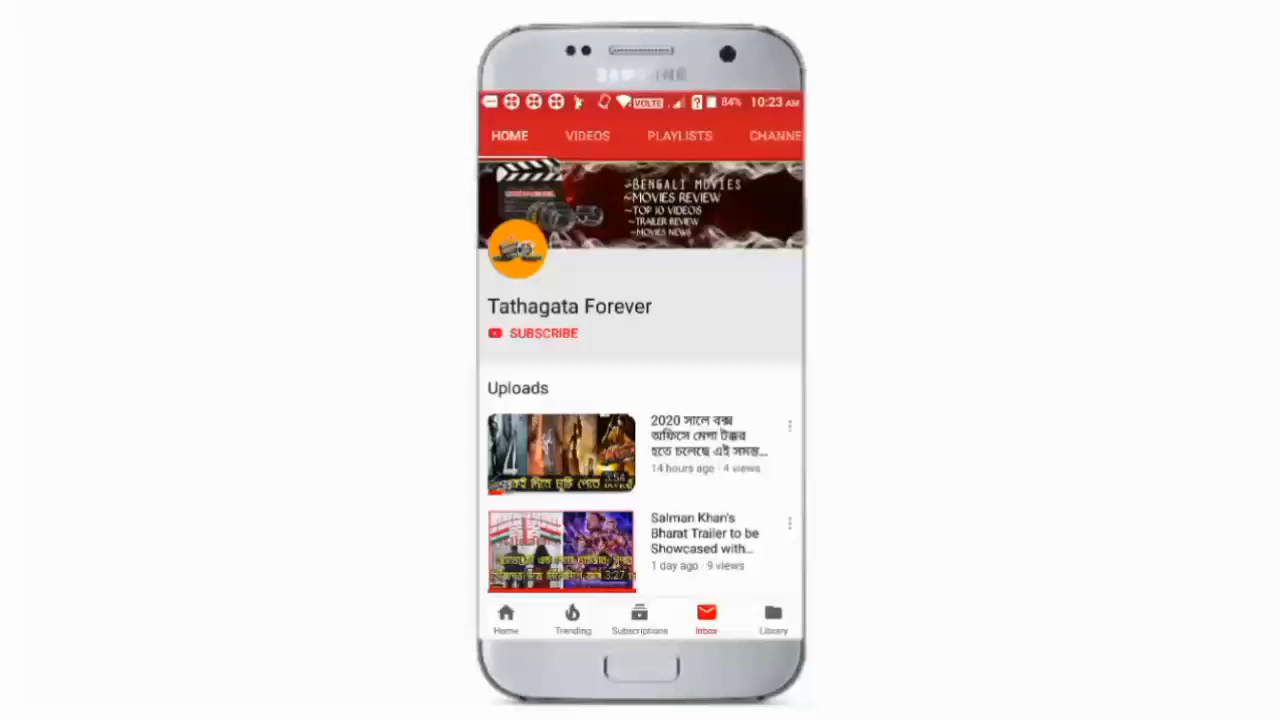 SAMSUNG
VOLTE
84% 10:23 AM
HOME VIDEOS PLAYLISTS CHANNE
~BENGALI MOVIES
~MOVIES REVIEW
~TOP 10 VIDEOS
~TRAILER REVIEW
~MOVIES NEWS
Tathagata Forever
SUBSCRIBE
Uploads
2020 সালে বক্স
অফিসে মেগা টক্কর
হতে চলেছে এই সমস্ত...
14 hours ago · 4 views
3:54
একই দিনে মুক্তি পেতে
Salman Khan's
Bharat Trailer to be
Showcased with...
1 day ago · 9 views
3:27
Home Trending Subscriptions Inbox Library